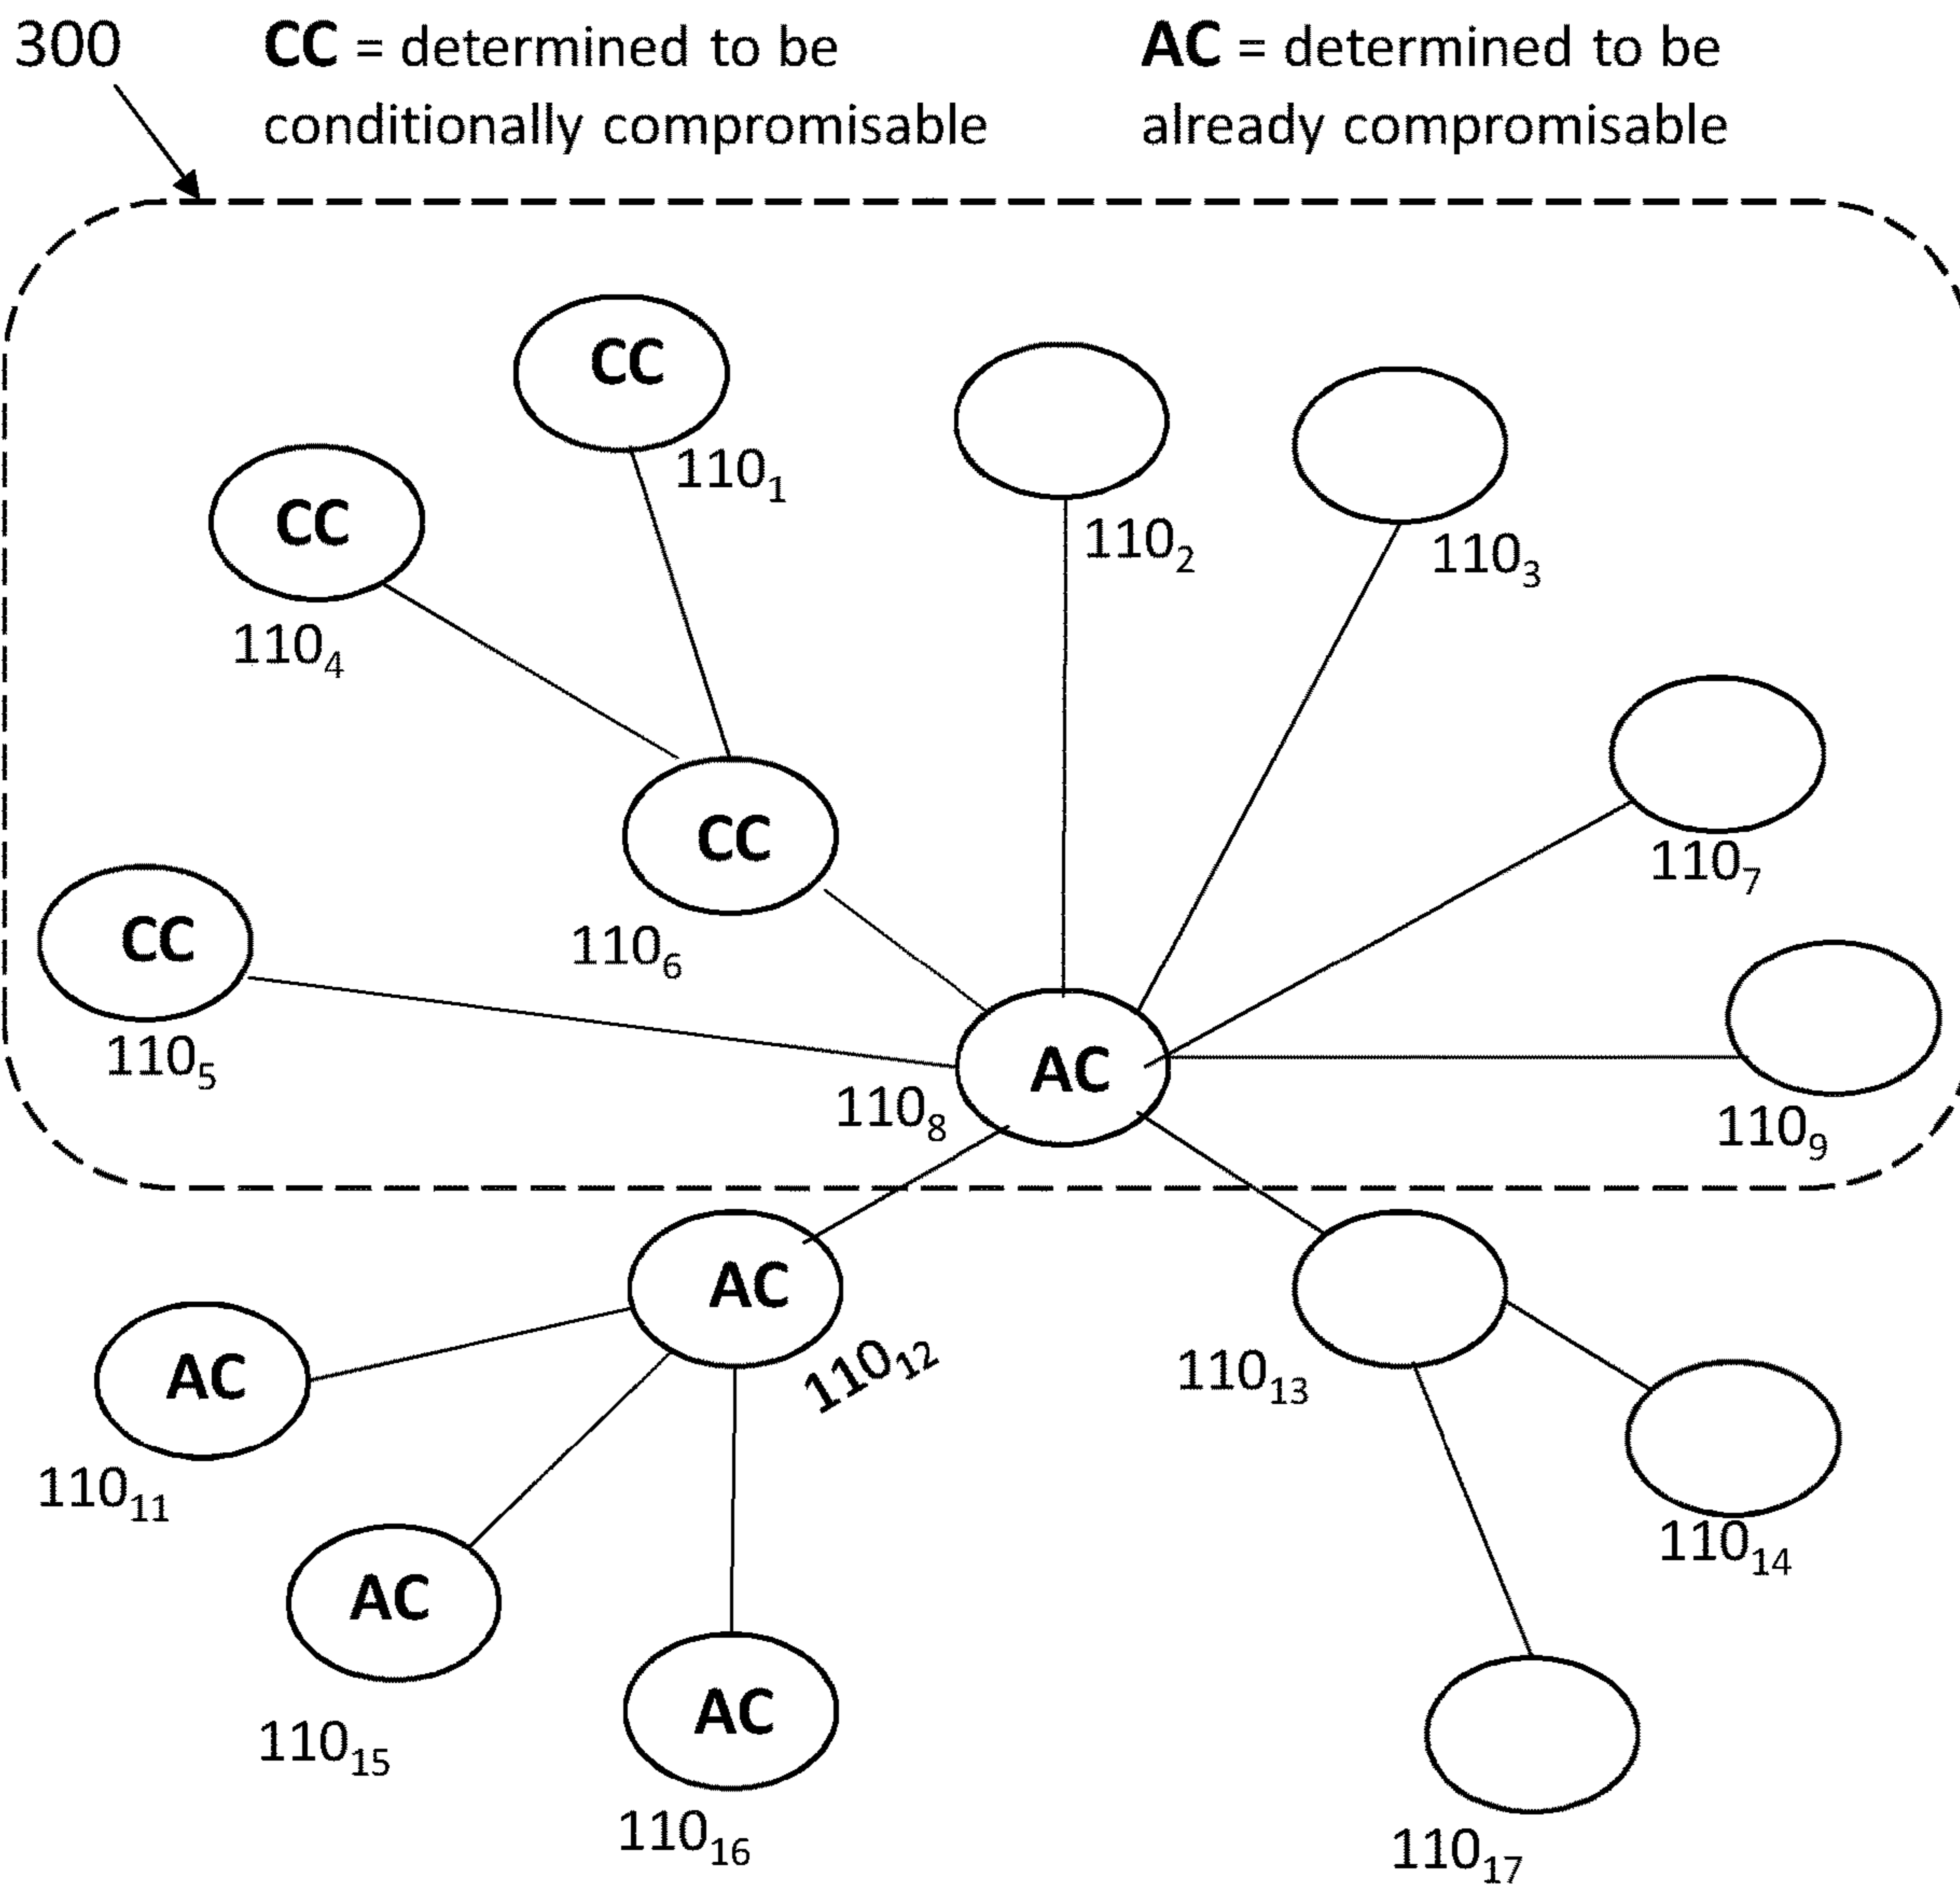 300
CC = determined to be
conditionally compromisable
AC = determined to be
already compromisable
CC
110₁
110₂
110₃
CC
110₄
110₇
CC
110₆
CC
110₅
AC
110₈
110₉
AC
110₁₂
110₁₃
AC
110₁₁
110₁₄
AC
110₁₅
AC
110₁₆
110₁₇